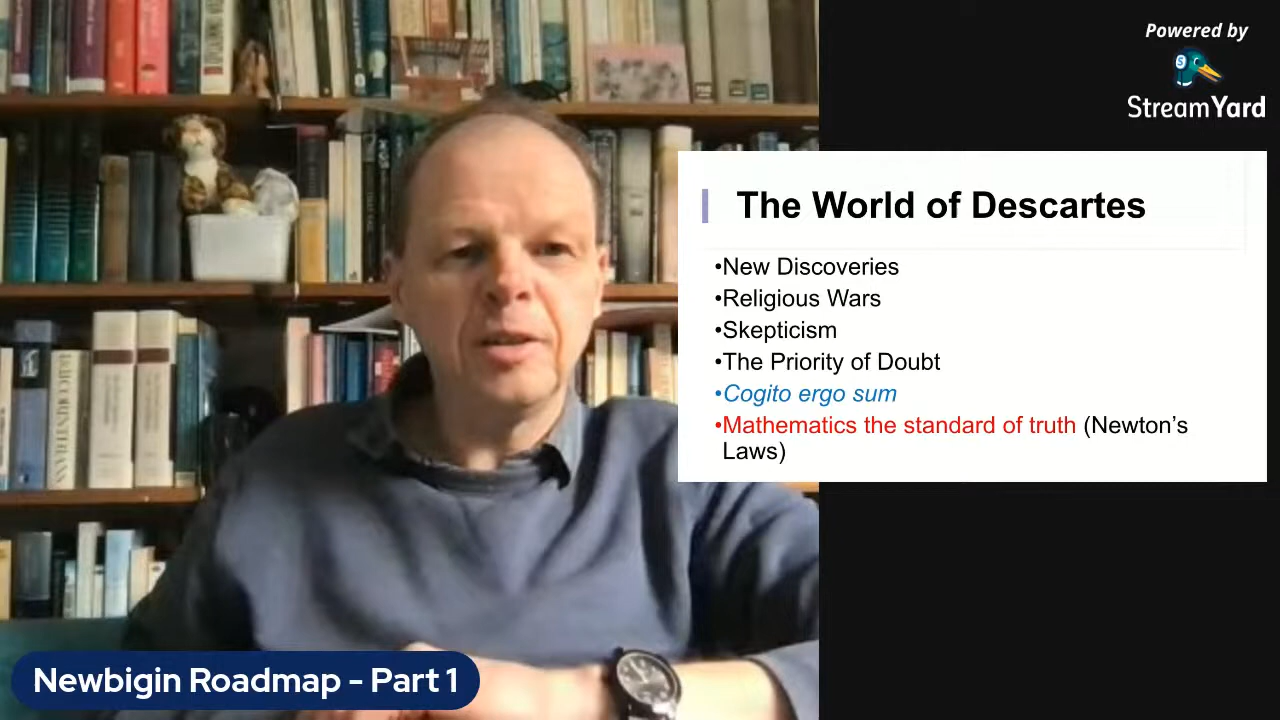 Powered by
StreamYard
The World of Descartes
•New Discoveries
•Religious Wars
•Skepticism
•The Priority of Doubt
•Cogito ergo sum
•Mathematics the standard of truth (Newton's
Laws)
Newbigin Roadmap - Part 1